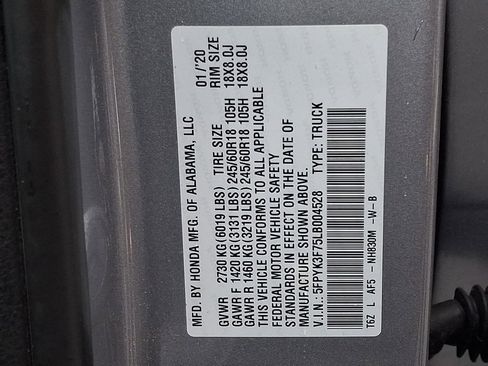 MFD. BY HONDA MFG. OF ALABAMA, LLC 01/'20
GVWR 2730 KG (6019 LBS) TIRE SIZE RIM SIZE
GAWR F 1420 KG (3131 LBS) 245/60R18 105H 18X8.0J
GAWR R 1460 KG (3219 LBS) 245/60R18 105H 18X8.0J
THIS VEHICLE CONFORMS TO ALL APPLICABLE
FEDERAL MOTOR VEHICLE SAFETY
STANDARDS IN EFFECT ON THE DATE OF
MANUFACTURE SHOWN ABOVE.
V.I.N.: 5FPYK3F75LB004528 TYPE: TRUCK
T6Z L AF5 -NH830M -W-B